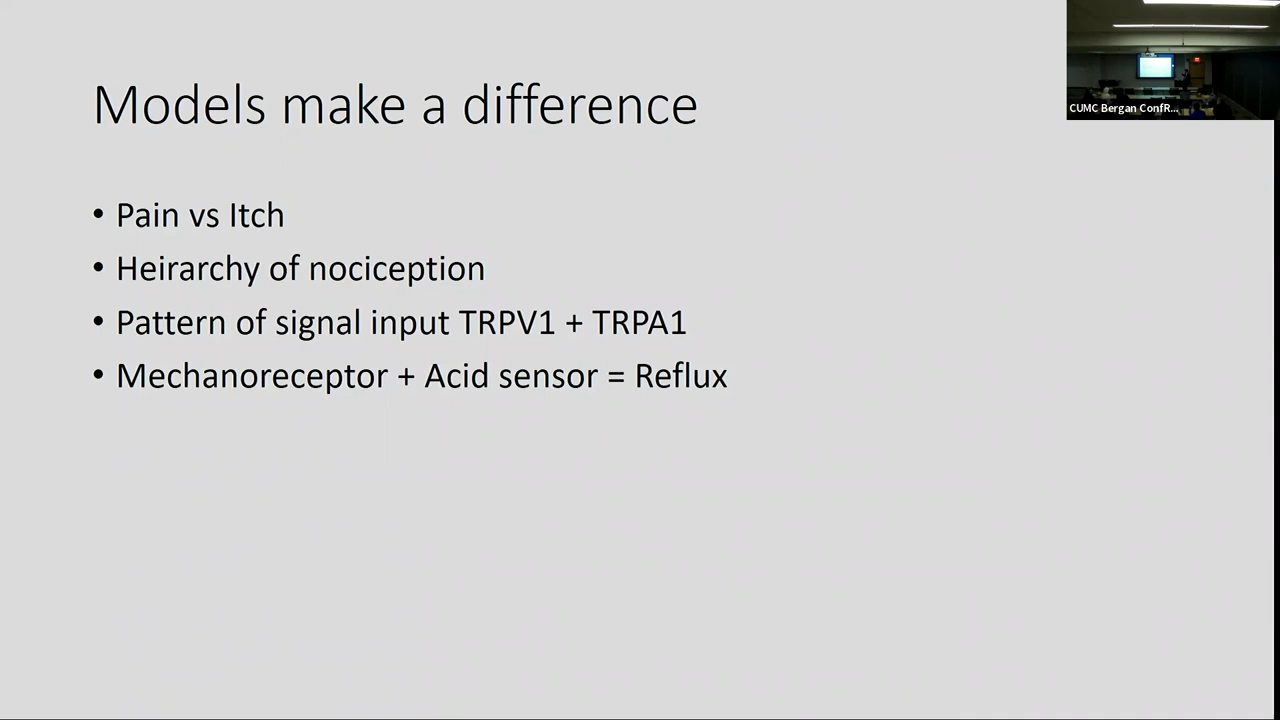 Models make a difference
• Pain vs Itch
• Heirarchy of nociception
• Pattern of signal input TRPV1 + TRPA1
• Mechanoreceptor + Acid sensor = Reflux
CUMC Bergan ConfR...